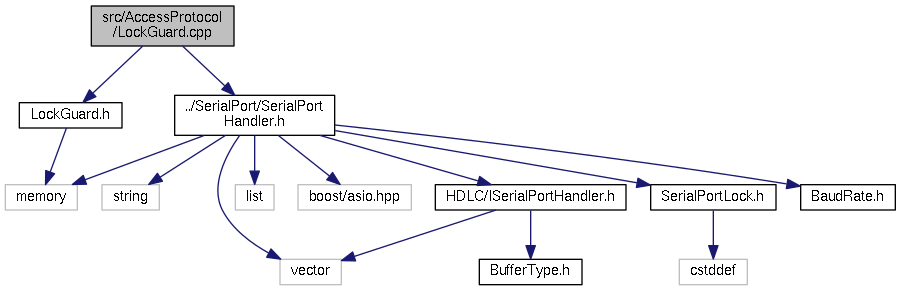 src/AccessProtocol
/LockGuard.cpp
LockGuard.h
../SerialPort/SerialPort
Handler.h
memory
string
list
boost/asio.hpp
HDLC/ISerialPortHandler.h
SerialPortLock.h
BaudRate.h
vector
BufferType.h
cstddef